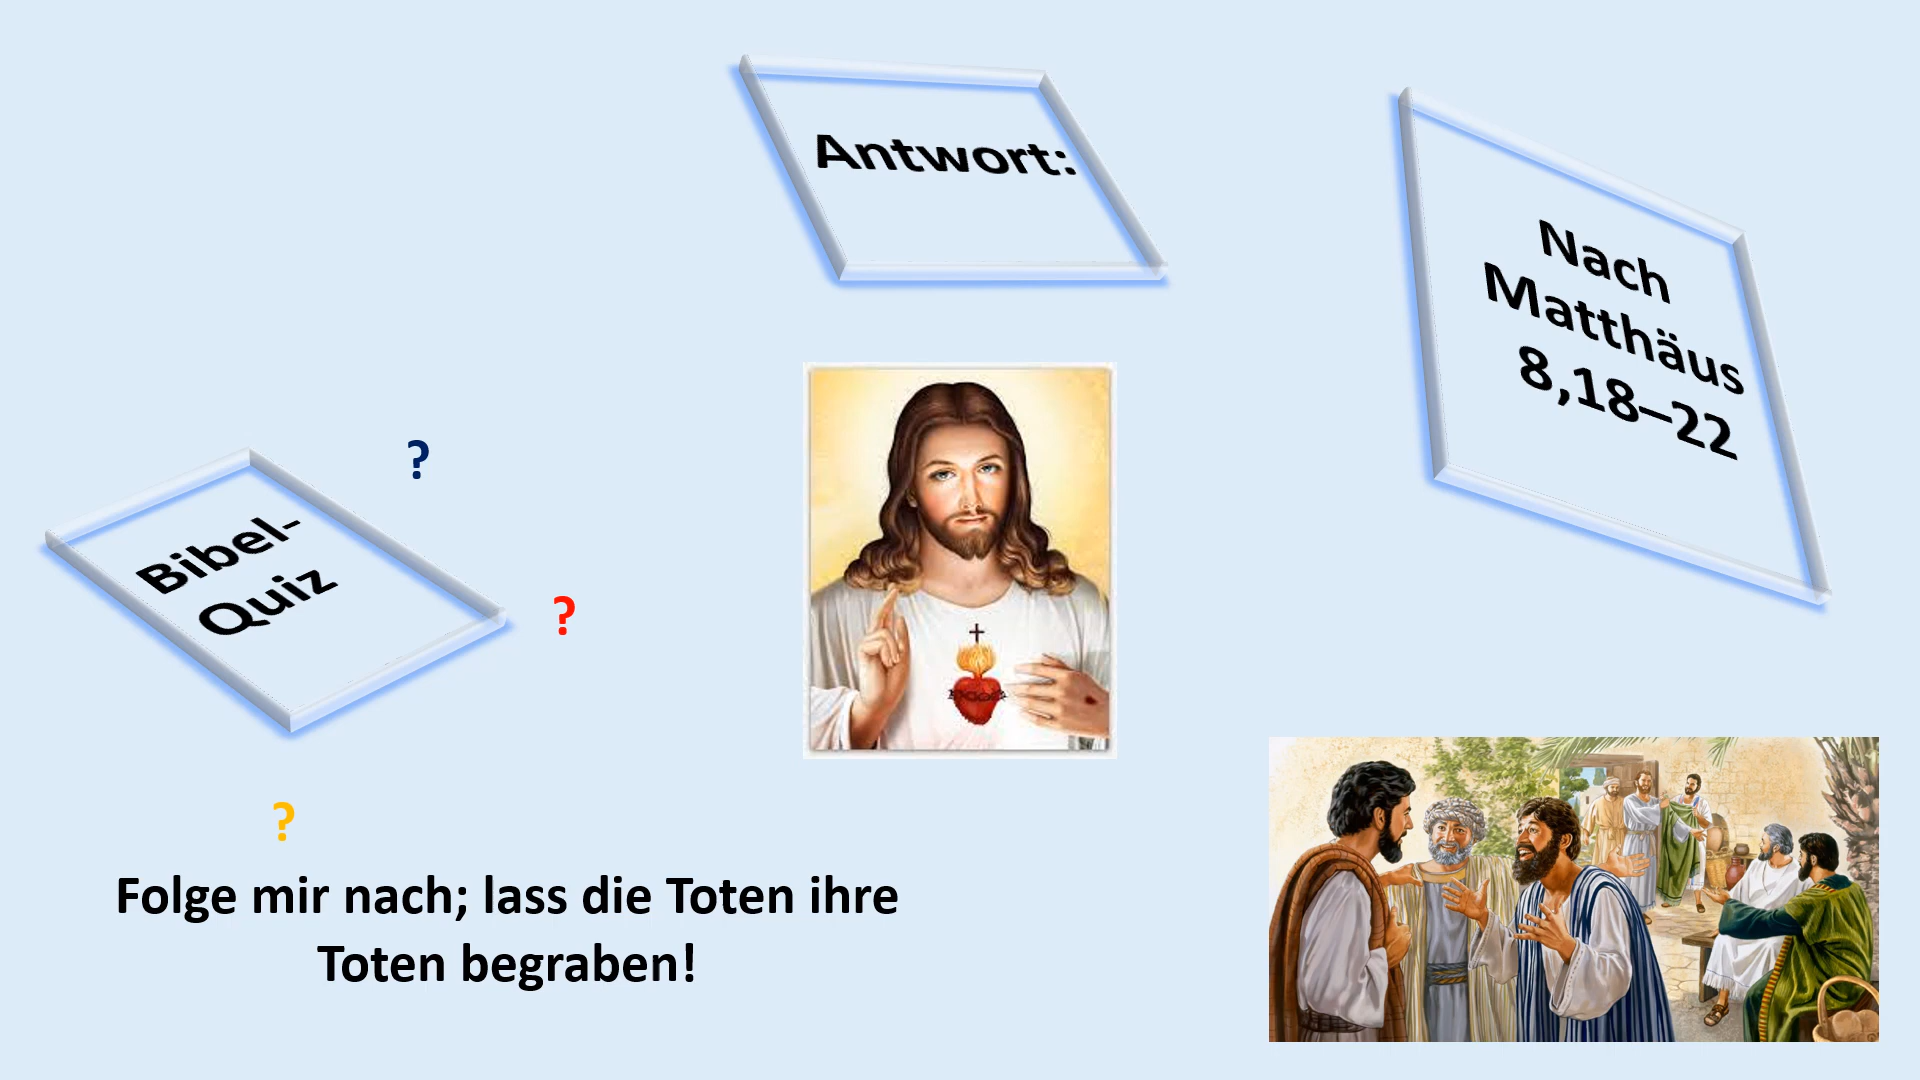 Antwort:
Nach
Matthäus
8,18–22
?
Bibel-
Quiz
?
?
Folge mir nach; lass die Toten ihre
Toten begraben!